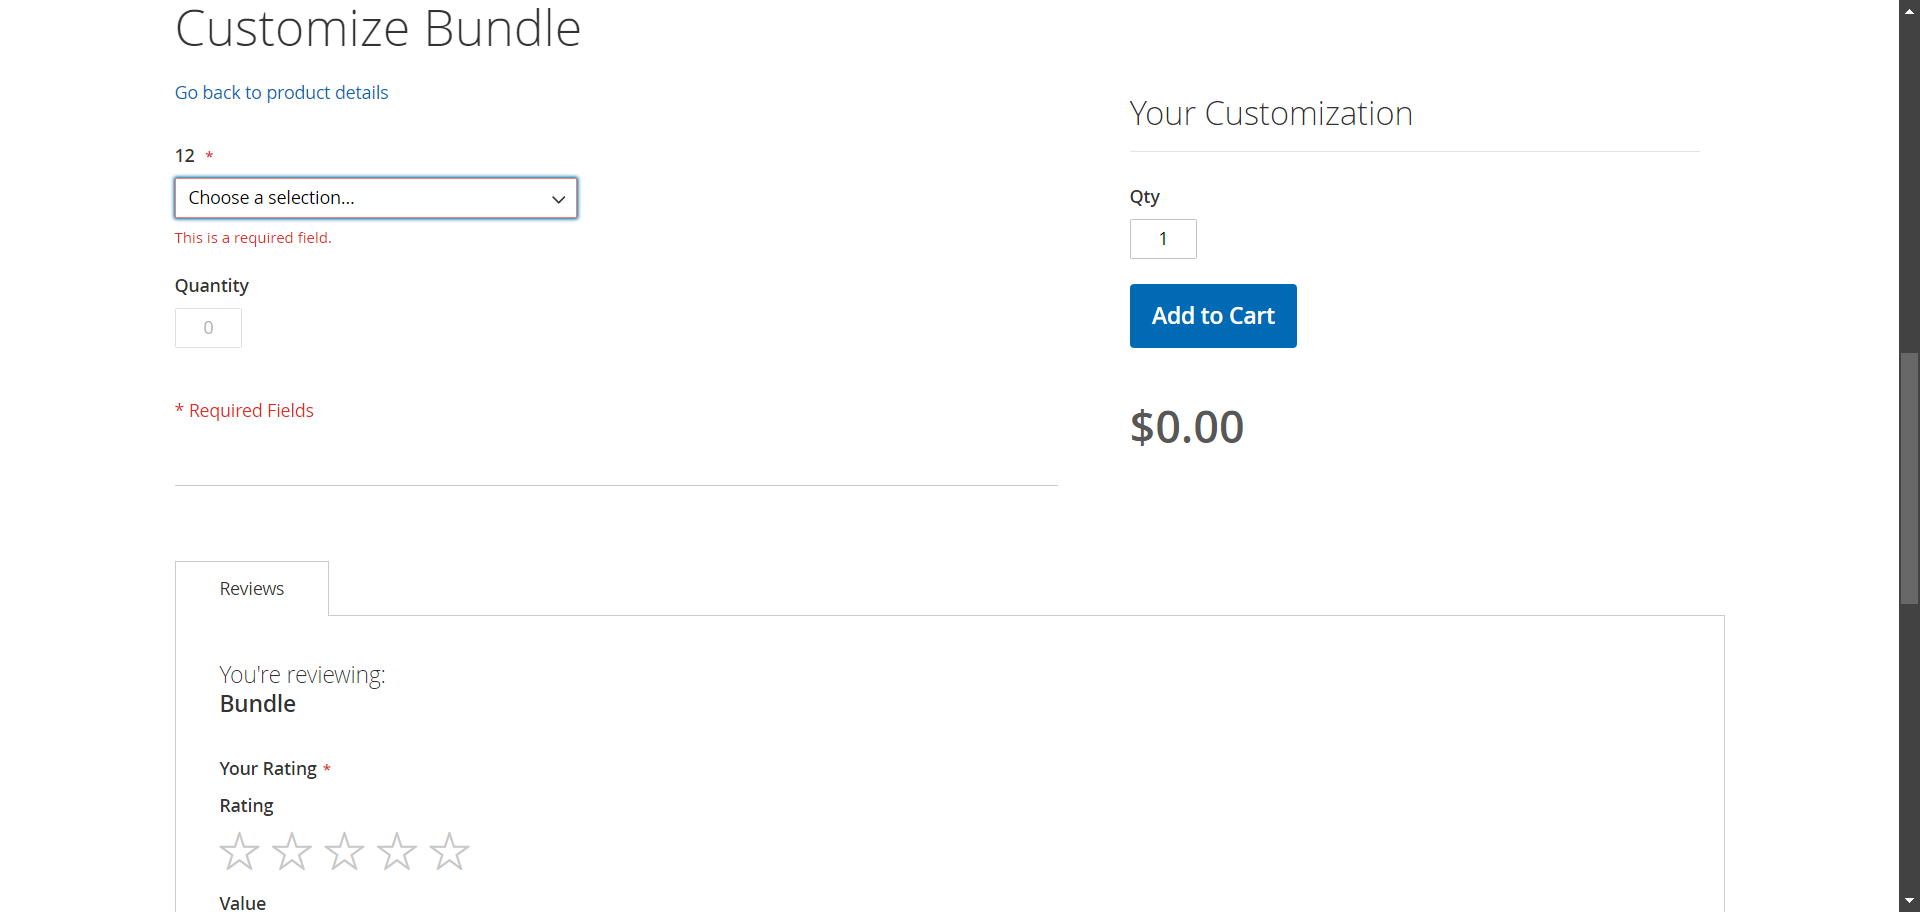 Customize Bundle
Go back to product details
12 *
Choose a selection...
This is a required field.
Quantity
0
* Required Fields
Your Customization
Qty
1
Add to Cart
$0.00
Reviews
You're reviewing:
Bundle
Your Rating *
Rating
Value